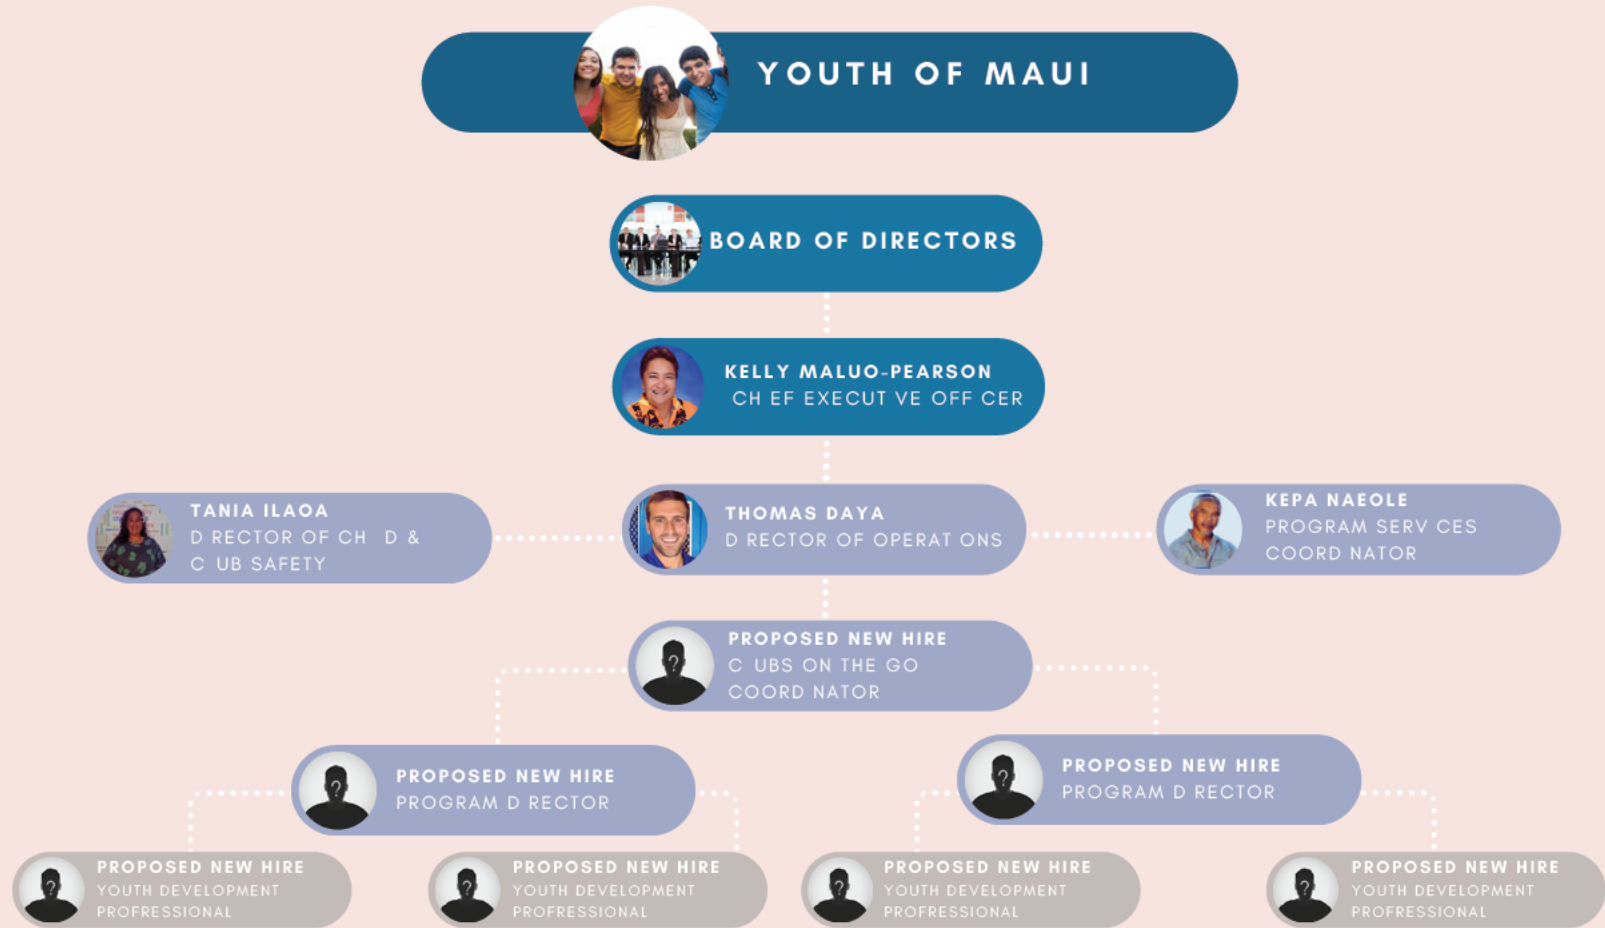 YOUTH OF MAUI
BOARD OF DIRECTORS
KELLY MALUO-PEARSON
CH EF EXECUT VE OFF CER
TANIA ILAOA
D RECTOR OF CH  D &
C UB SAFETY
THOMAS DAYA
D RECTOR OF OPERAT ONS
KEPA NAEOLE
PROGRAM SERV CES
COORD NATOR
PROPOSED NEW HIRE
C UBS ON THE GO
COORD NATOR
PROPOSED NEW HIRE
PROGRAM D RECTOR
PROPOSED NEW HIRE
PROGRAM D RECTOR
PROPOSED NEW HIRE
YOUTH DEVELOPMENT
PROFRESSIONAL
PROPOSED NEW HIRE
YOUTH DEVELOPMENT
PROFRESSIONAL
PROPOSED NEW HIRE
YOUTH DEVELOPMENT
PROFRESSIONAL
PROPOSED NEW HIRE
YOUTH DEVELOPMENT
PROFRESSIONAL